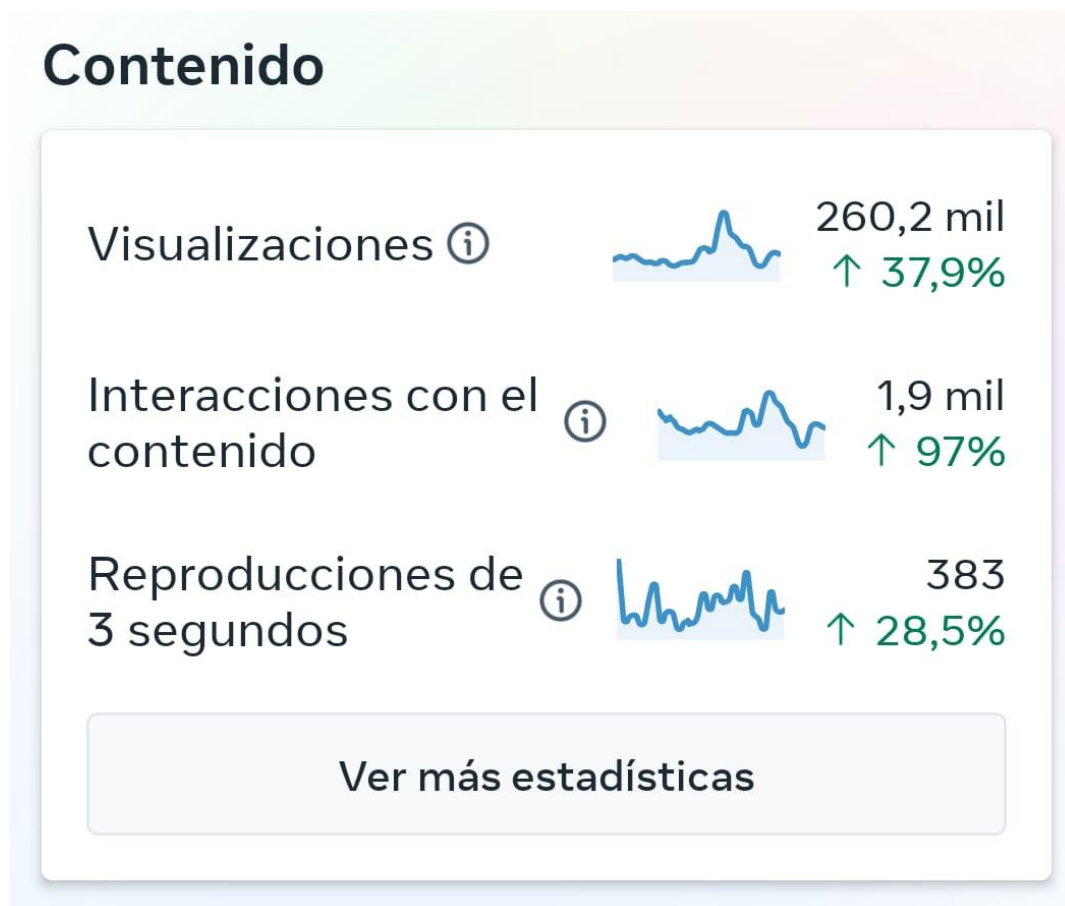 Contenido
Visualizaciones
260,2 mil
↑ 37,9%
Interacciones con el
contenido
1,9 mil
↑ 97%
Reproducciones de
3 segundos
383
↑ 28,5%
Ver más estadísticas